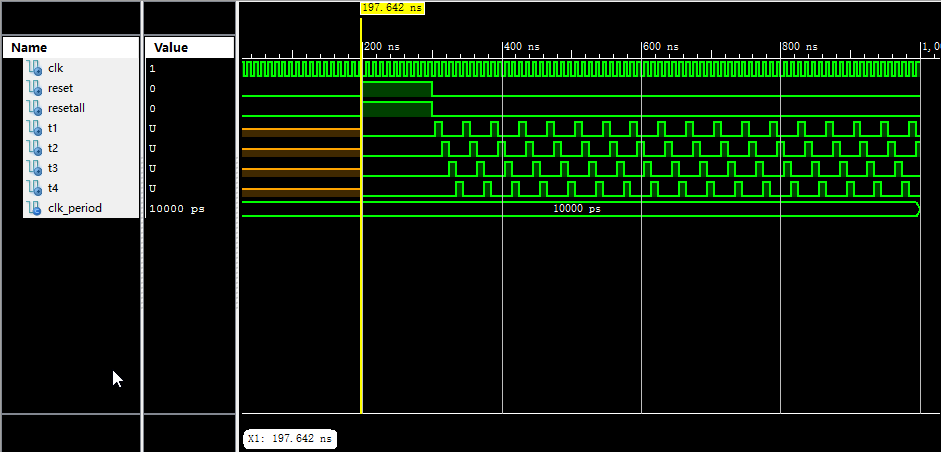 197.642 ns
Name Value 200 ns 400 ns 600 ns 800 ns 1,0
clk 1
reset 0
resetall 0
t1 U
t2 U
t3 U
t4 U
clk_period 10000 ps 10000 ps
X1: 197.642 ns